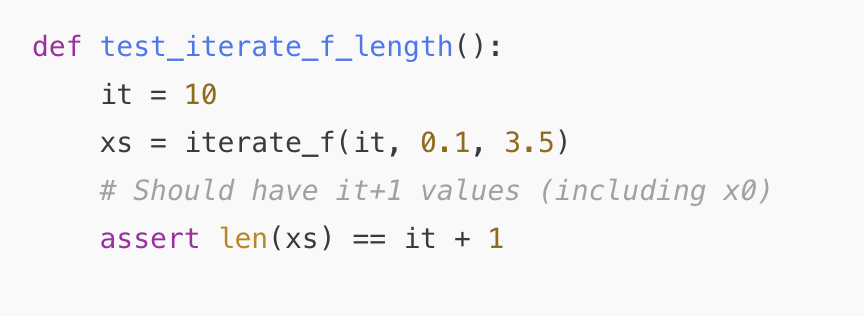 def test_iterate_f_length():
    it = 10
    xs = iterate_f(it, 0.1, 3.5)
    # Should have it+1 values (including x0)
    assert len(xs) == it + 1